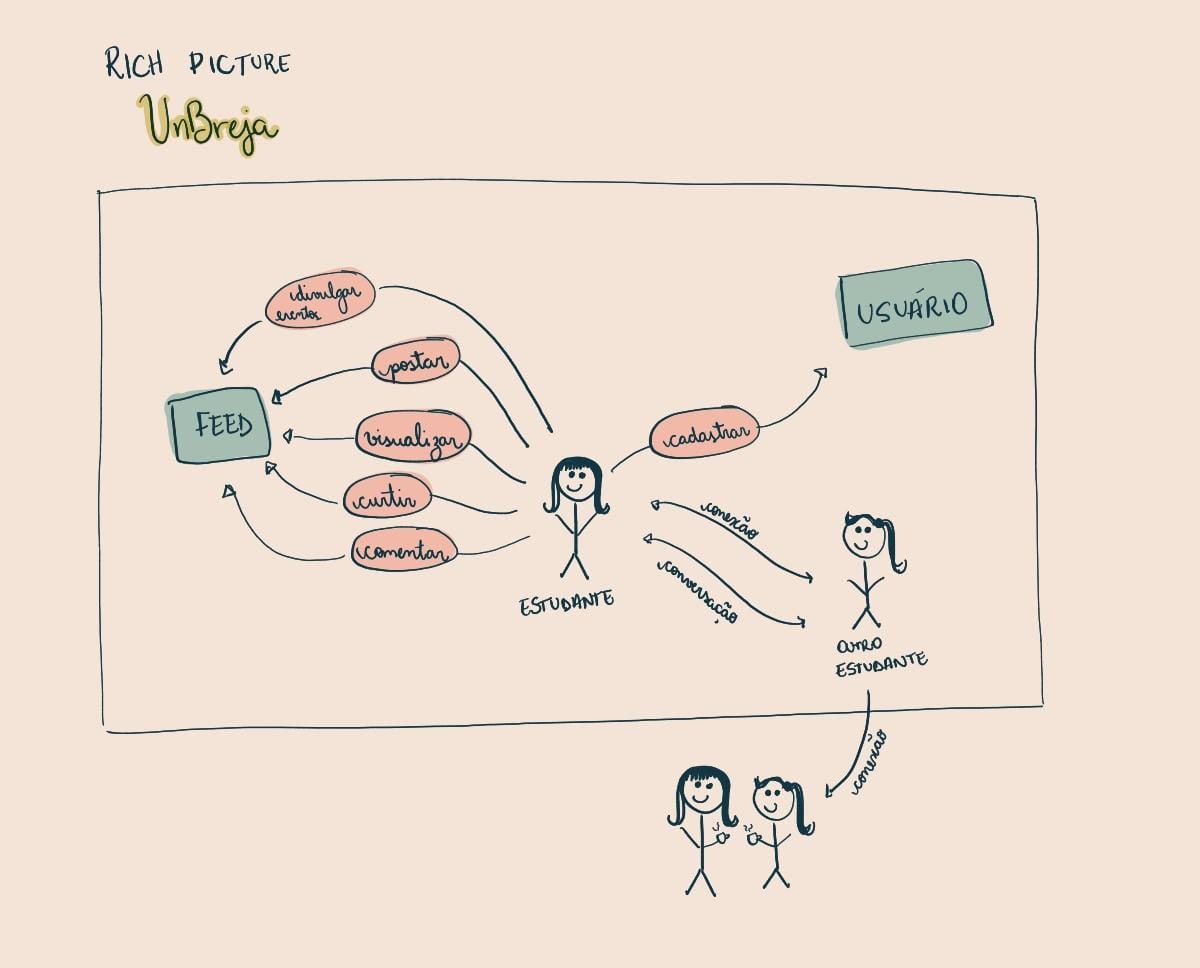 RICH PICTURE
UnBreja
divulgar
eventos
postar
visualizar
curtir
comentar
FEED
USUÁRIO
cadastrar
conexão
conversação
ESTUDANTE
OUTRO
ESTUDANTE
conexão